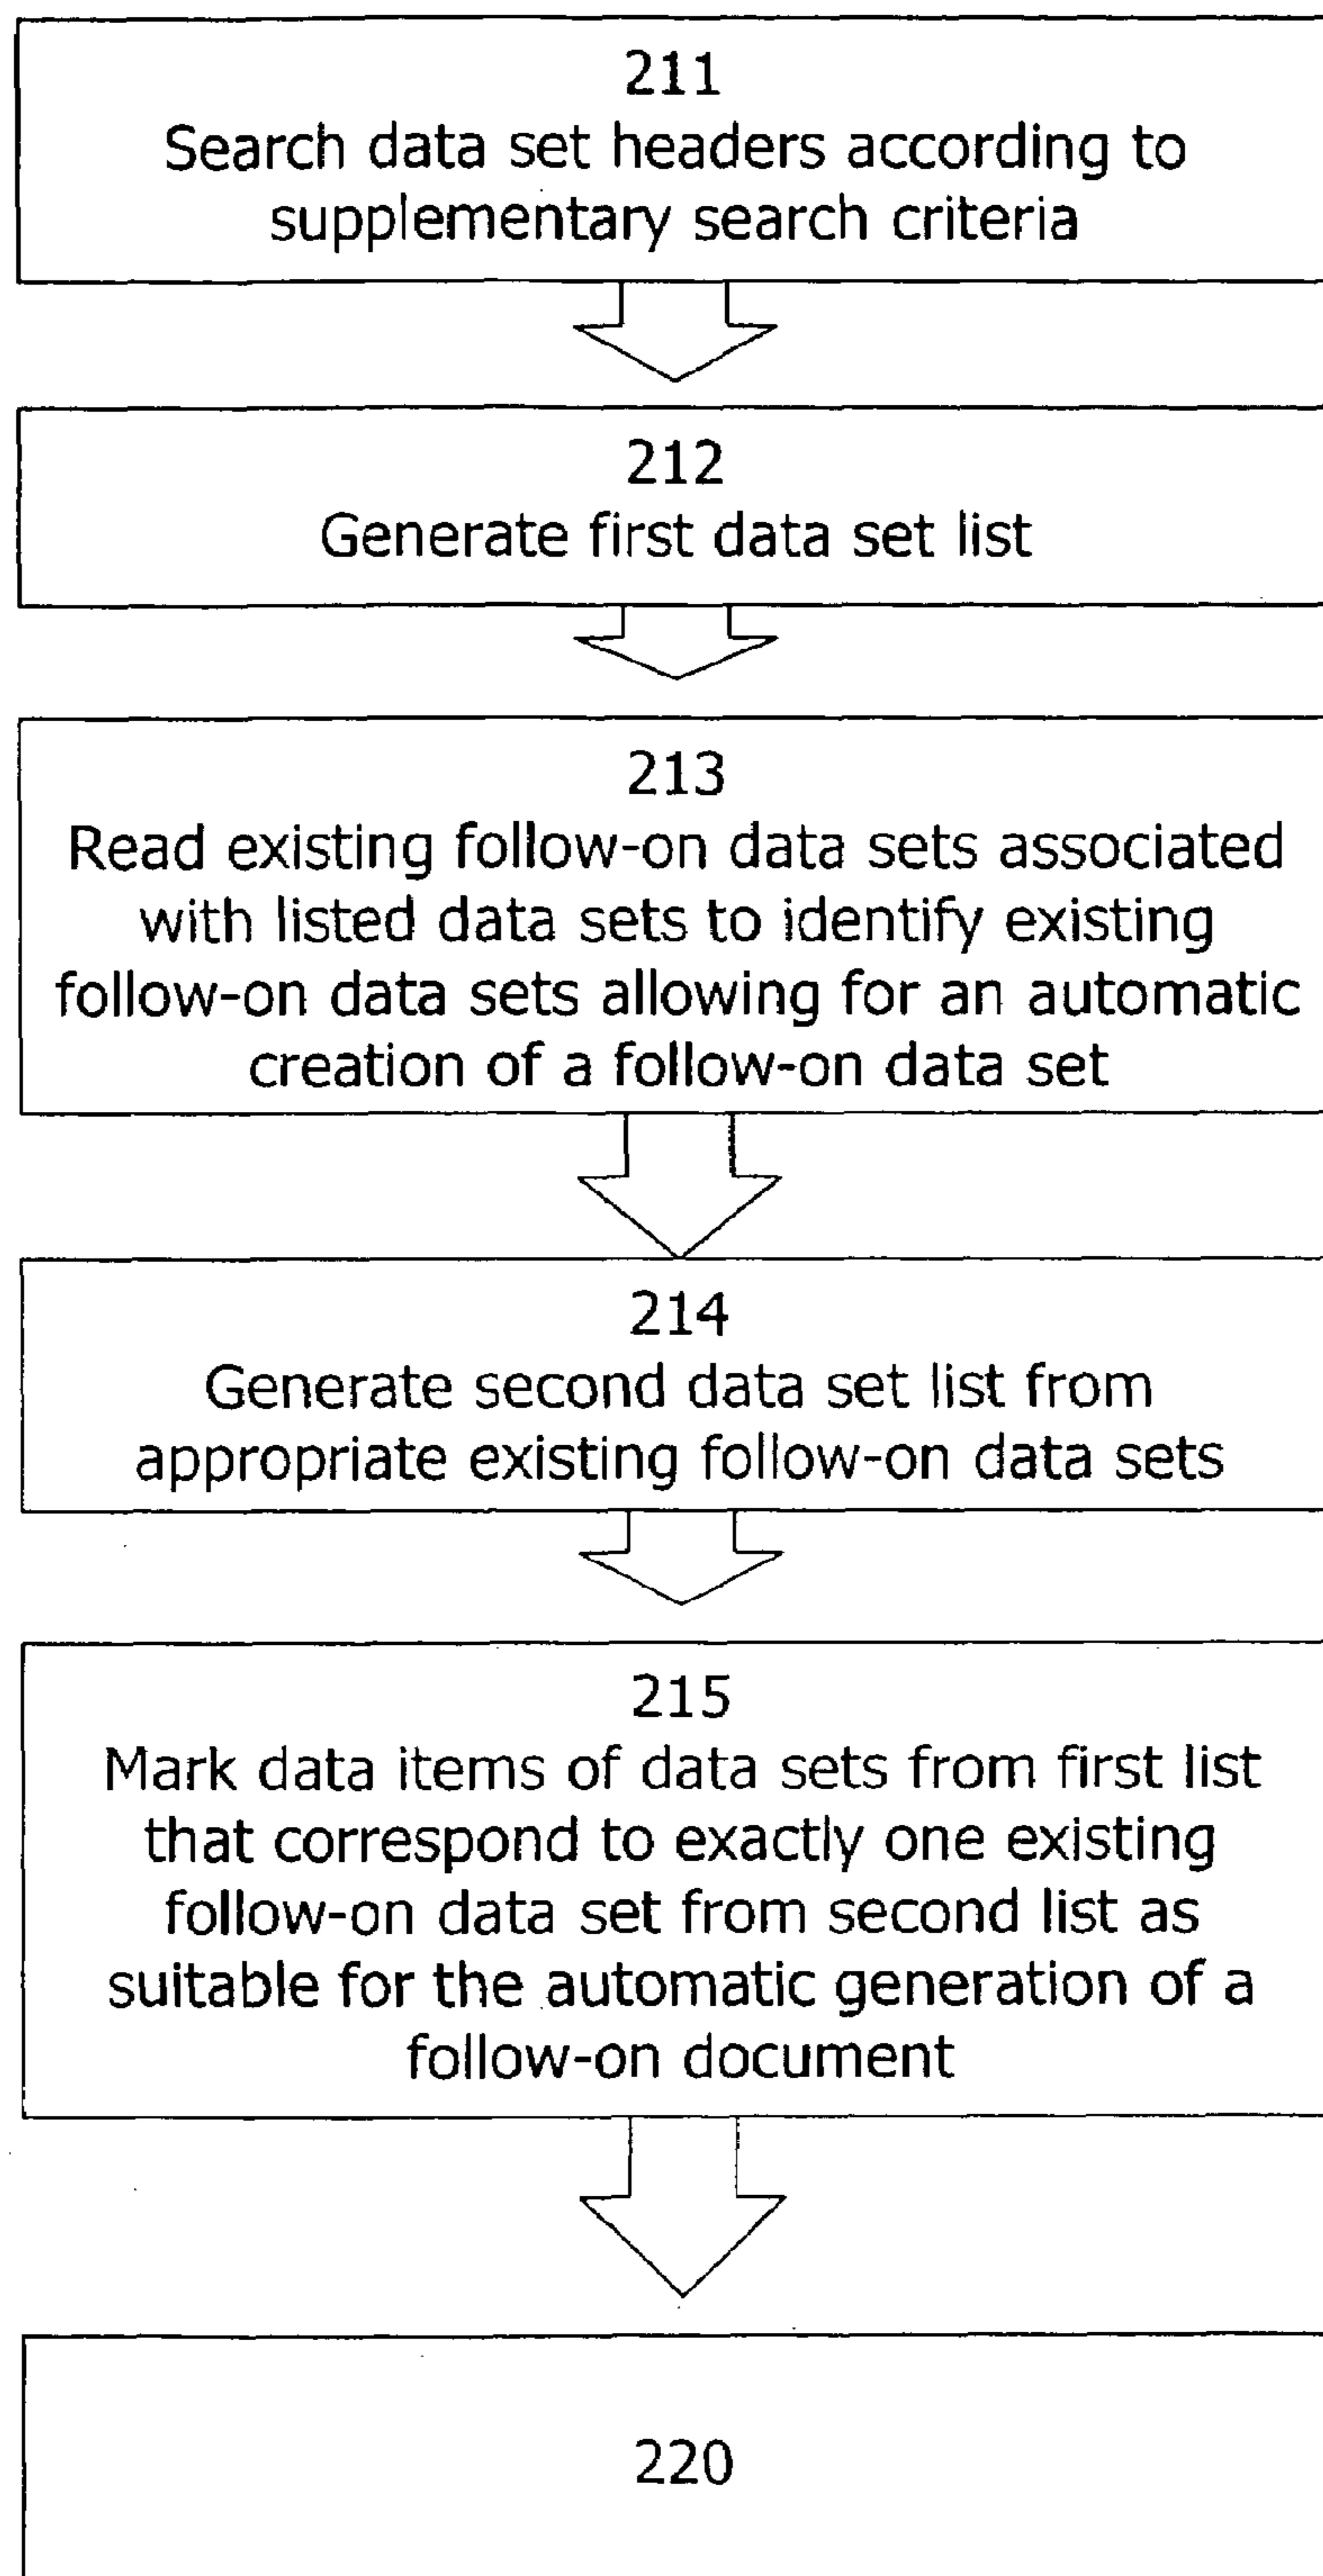 211
Search data set headers according to
supplementary search criteria
212
Generate first data set list
213
Read existing follow-on data sets associated
with listed data sets to identify existing
follow-on data sets allowing for an automatic
creation of a follow-on data set
214
Generate second data set list from
appropriate existing follow-on data sets
215
Mark data items of data sets from first list
that correspond to exactly one existing
follow-on data set from second list as
suitable for the automatic generation of a
follow-on document
220